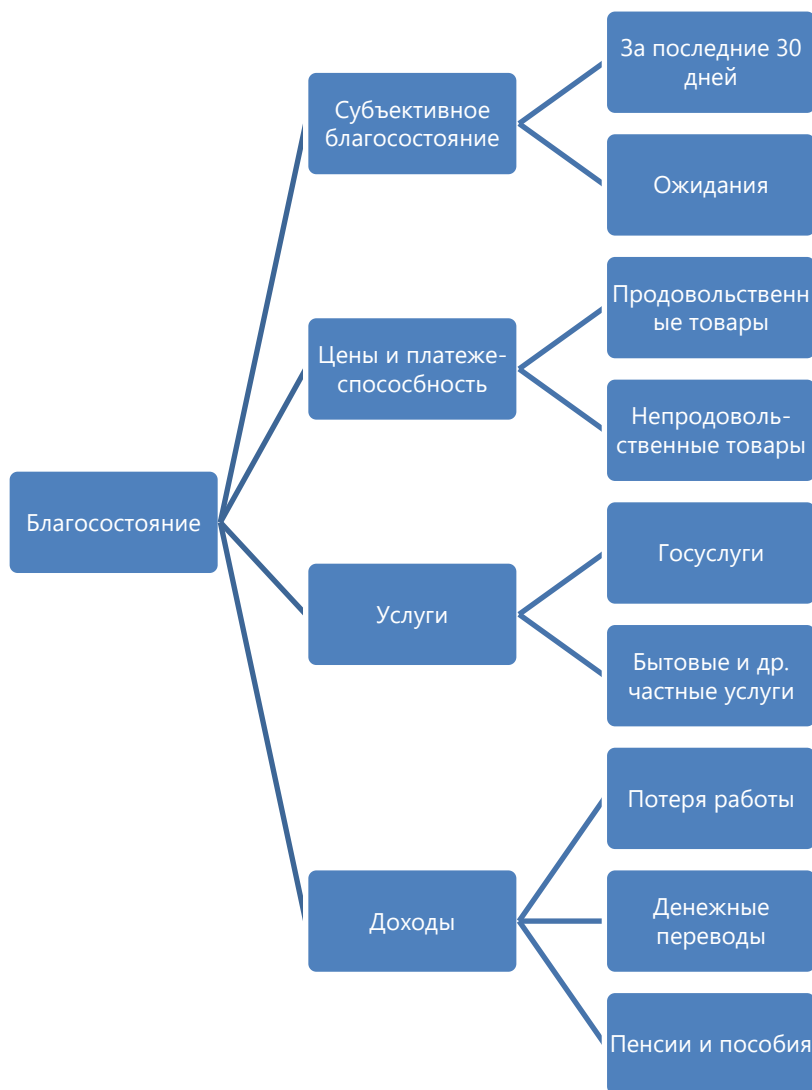 За последние 30
дней
Субъективное
благосостояние
Ожидания
Продовольственн
ые товары
Цены и платеже-
спососбность
Непродоволь-
ственные товары
Благосостояние
Госуслуги
Услуги
Бытовые и др.
частные услуги
Потеря работы
Доходы
Денежные
переводы
Пенсии и пособия